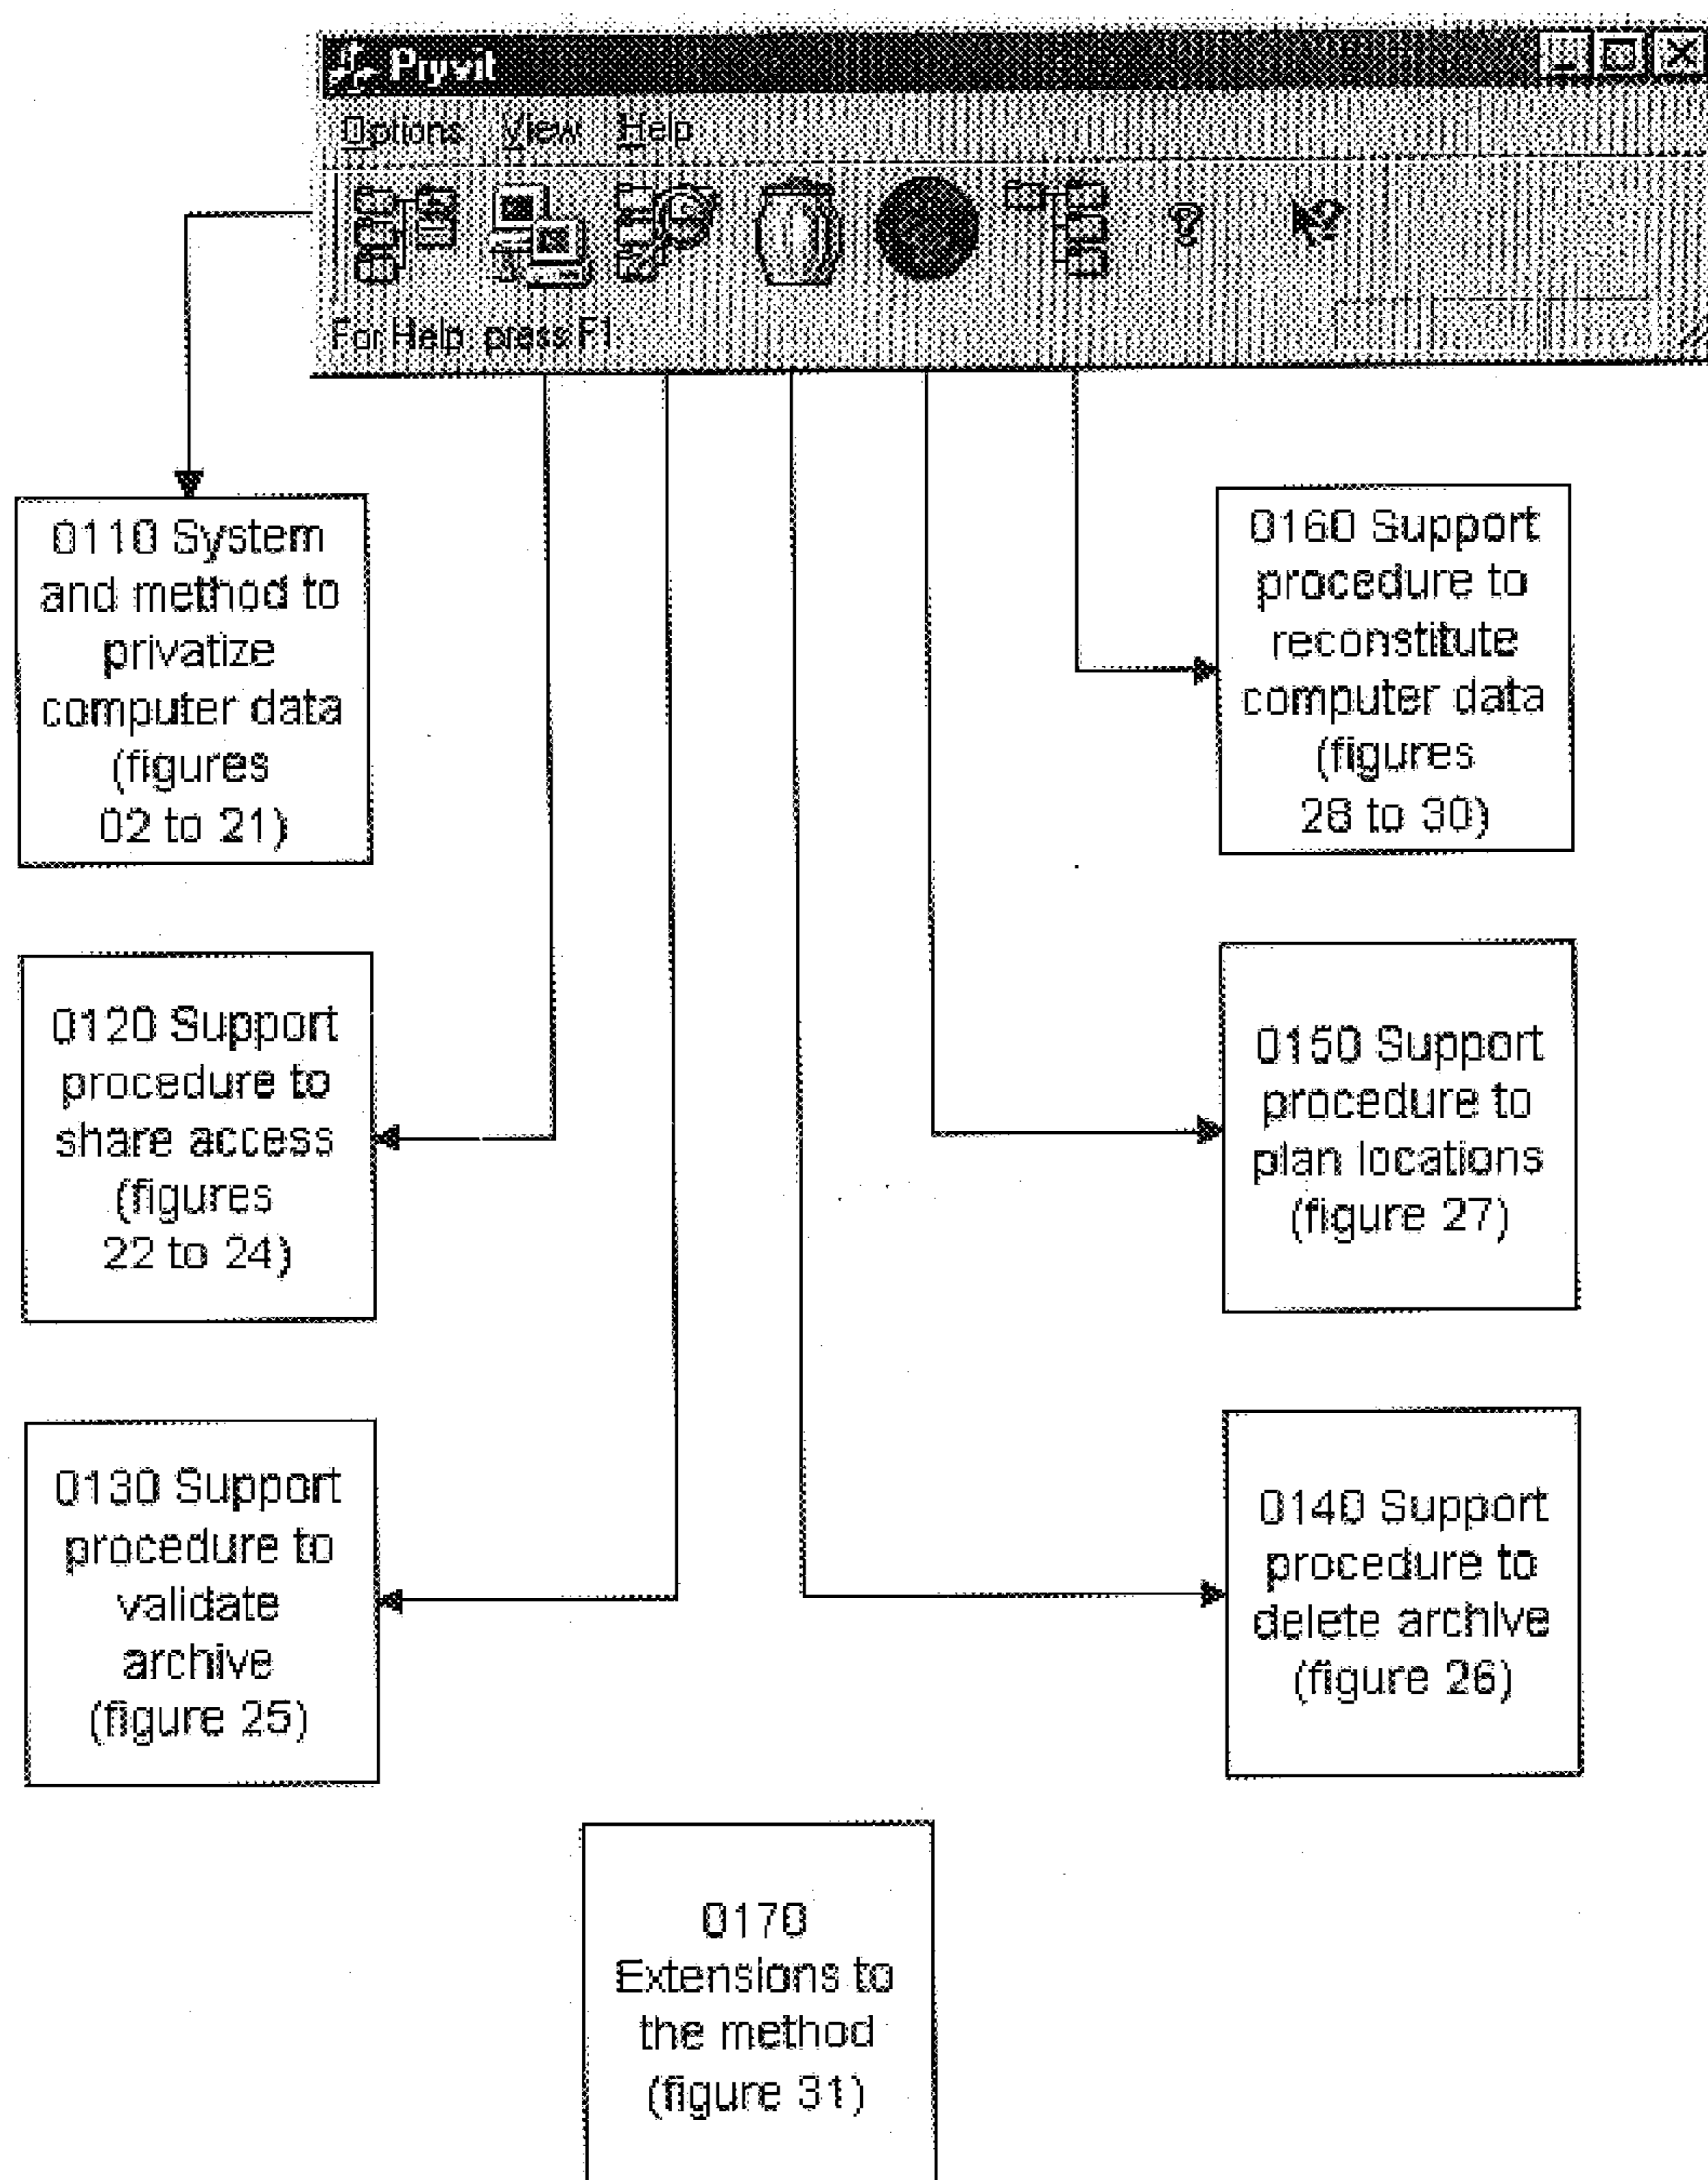 Pryvit
Options View Help
For Help press F1
0110 System
and method to
privatize
computer data
(figures
02 to 21)
0160 Support
procedure to
reconstitute
computer data
(figures
28 to 30)
0120 Support
procedure to
share access
(figures
22 to 24)
0150 Support
procedure to
plan locations
(figure 27)
0130 Support
procedure to
validate
archive
(figure 25)
0140 Support
procedure to
delete archive
(figure 26)
0170
Extensions to
the method
(figure 31)